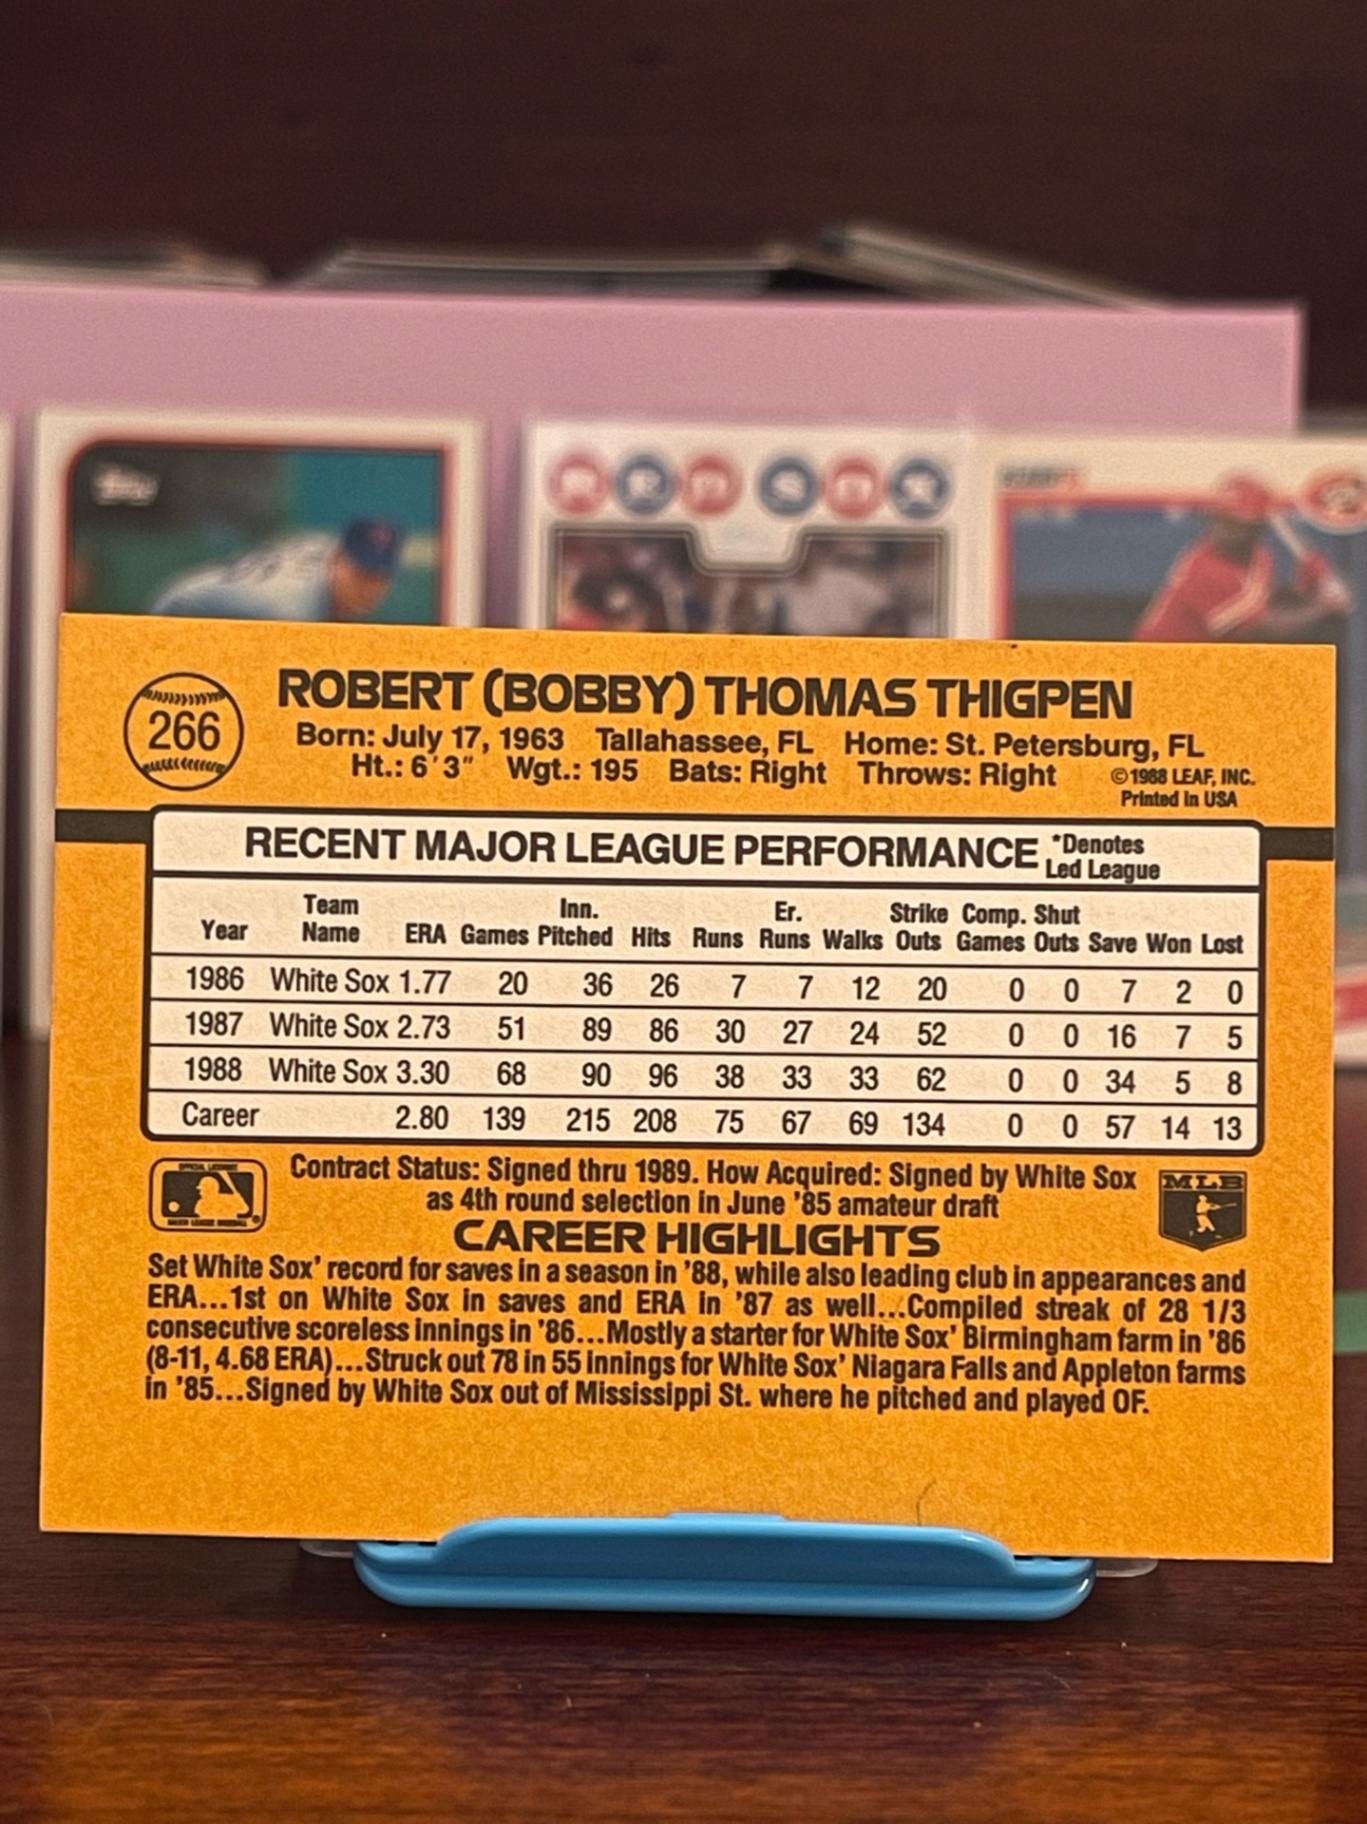 Topps
RED SOX
266
ROBERT (BOBBY) THOMAS THIGPEN
Born: July 17, 1963 Tallahassee, FL Home: St. Petersburg, FL
Ht.: 6'3" Wgt.: 195 Bats: Right Throws: Right ©1988 LEAF, INC.
Printed in USA
RECENT MAJOR LEAGUE PERFORMANCE *Denotes
Led League
Team Inn. Er. Strike Comp. Shut
Year Name ERA Games Pitched Hits Runs Runs Walks Outs Games Outs Save Won Lost
1986 White Sox 1.77 20 36 26 7 7 12 20 0 0 7 2 0
1987 White Sox 2.73 51 89 86 30 27 24 52 0 0 16 7 5
1988 White Sox 3.30 68 90 96 38 33 33 62 0 0 34 5 8
Career 2.80 139 215 208 75 67 69 134 0 0 57 14 13
Contract Status: Signed thru 1989. How Acquired: Signed by White Sox
as 4th round selection in June '85 amateur draft
MLB
CAREER HIGHLIGHTS
Set White Sox' record for saves in a season in '88, while also leading club in appearances and
ERA...1st on White Sox in saves and ERA in '87 as well...Compiled streak of 28 1/3
consecutive scoreless innings in '86...Mostly a starter for White Sox' Birmingham farm in '86
(8-11, 4.68 ERA)...Struck out 78 in 55 innings for White Sox' Niagara Falls and Appleton farms
in '85...Signed by White Sox out of Mississippi St. where he pitched and played OF.